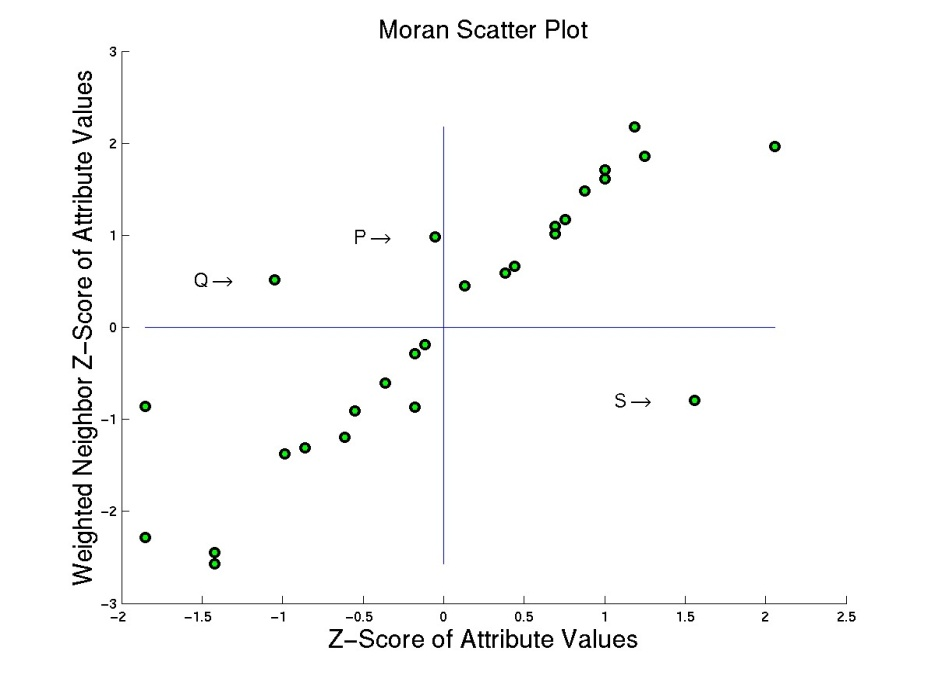 Moran Scatter Plot
Weighted Neighbor Z−Score of Attribute Values
3
2
1
0
−1
−2
−3
P →
Q →
S →
−2 −1.5 −1 −0.5 0 0.5 1 1.5 2 2.5
Z−Score of Attribute Values